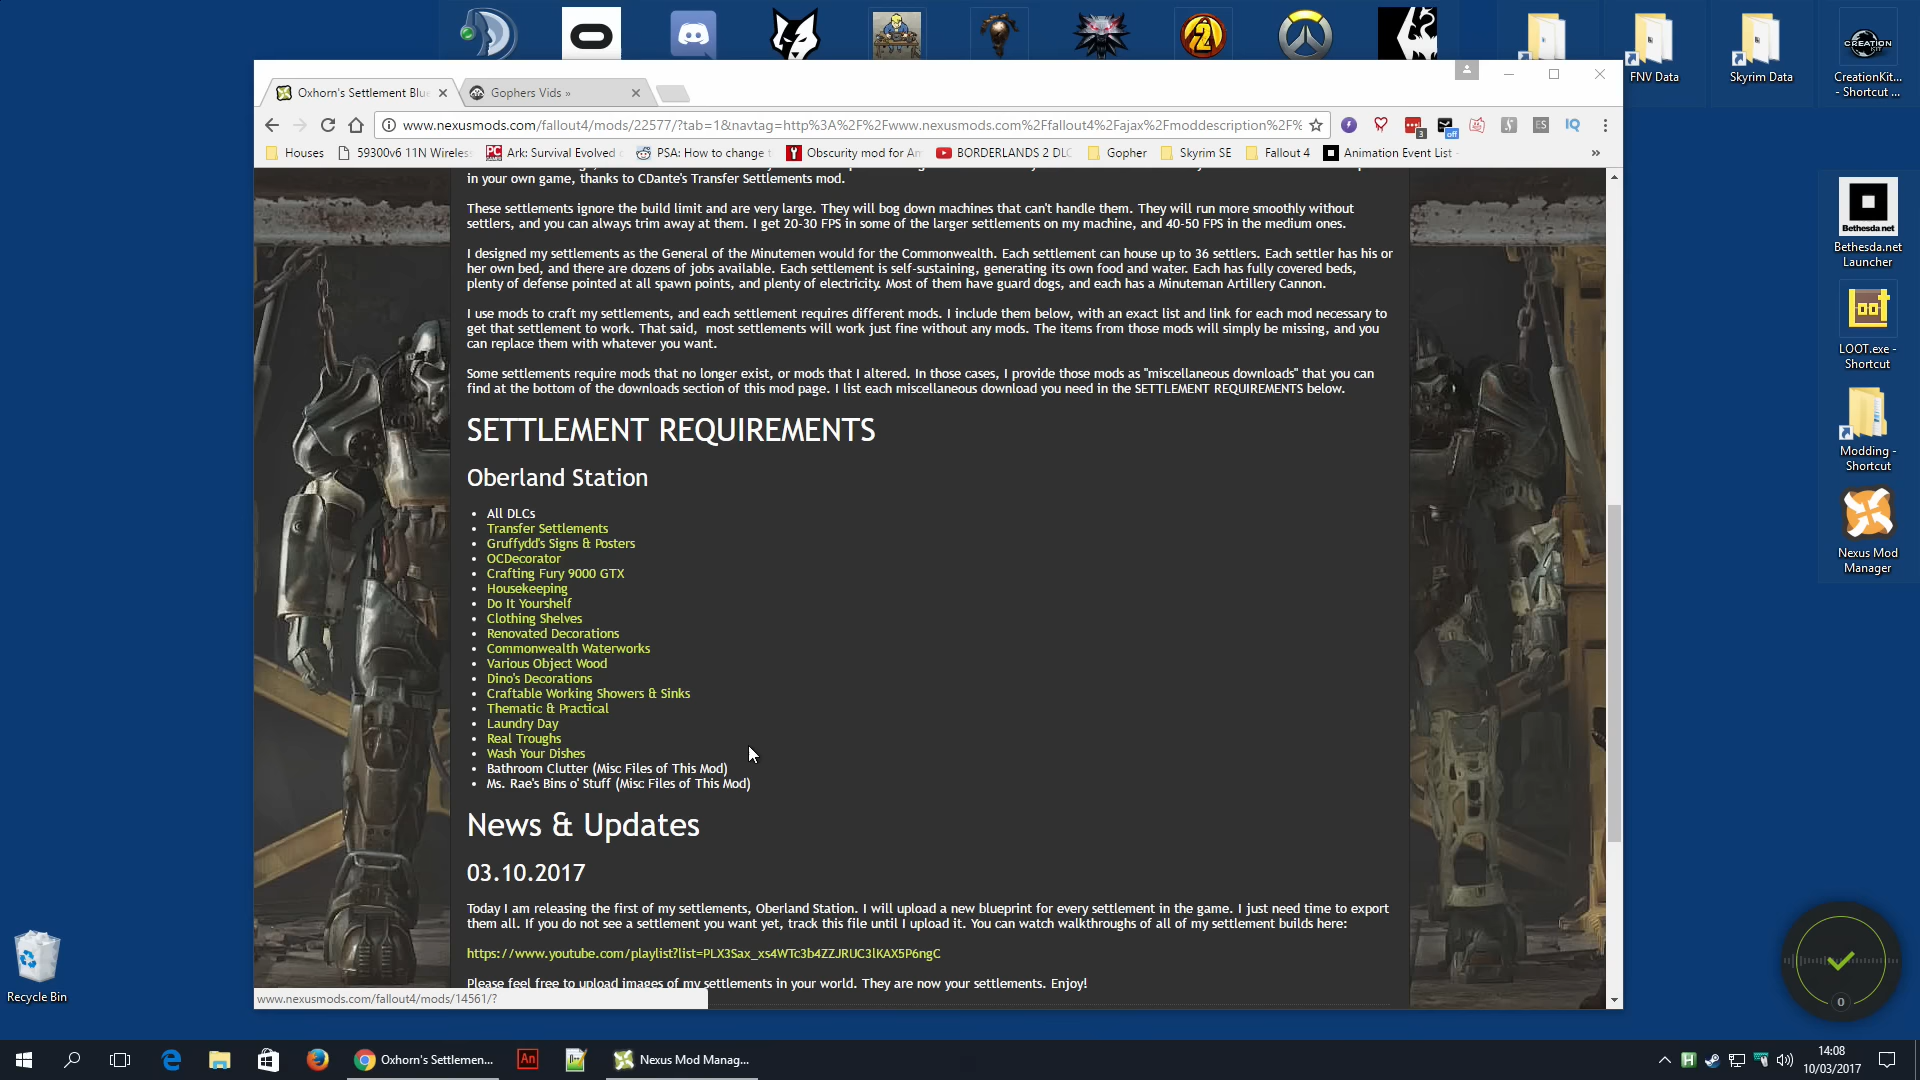 FNV Data
Skyrim Data
CREATION
CreationKit...
- Shortcut ...
Oxhorn's Settlement Blu
Gophers Vids »
www.nexusmods.com/fallout4/mods/22577/?tab=1&navtag=http%3A%2F%2Fwww.nexusmods.com%2Ffallout4%2Fajax%2Fmoddescription%2F%
3
off
ES
IQ
Houses
59300v6 11N Wireles
Ark: Survival Evolved
PSA: How to change
Obscurity mod for Am
BORDERLANDS 2 DLC
Gopher
Skyrim SE
Fallout 4
Animation Event List -
»
in your own game, thanks to CDante's Transfer Settlements mod.
These settlements ignore the build limit and are very large. They will bog down machines that can't handle them. They will run more smoothly without
settlers, and you can always trim away at them. I get 20-30 FPS in some of the larger settlements on my machine, and 40-50 FPS in the medium ones.
I designed my settlements as the General of the Minutemen would for the Commonwealth. Each settlement can house up to 36 settlers. Each settler has his or
her own bed, and there are dozens of jobs available. Each settlement is self-sustaining, generating its own food and water. Each has fully covered beds,
plenty of defense pointed at all spawn points, and plenty of electricity. Most of them have guard dogs, and each has a Minuteman Artillery Cannon.
I use mods to craft my settlements, and each settlement requires different mods. I include them below, with an exact list and link for each mod necessary to
get that settlement to work. That said, most settlements will work just fine without any mods. The items from those mods will simply be missing, and you
can replace them with whatever you want.
Some settlements require mods that no longer exist, or mods that I altered. In those cases, I provide those mods as "miscellaneous downloads" that you can
find at the bottom of the downloads section of this mod page. I list each miscellaneous download you need in the SETTLEMENT REQUIREMENTS below.
SETTLEMENT REQUIREMENTS
Oberland Station
• All DLCs
• Transfer Settlements
• Gruffydd's Signs & Posters
• OCDecorator
• Crafting Fury 9000 GTX
• Housekeeping
• Do It Yourshelf
• Clothing Shelves
• Renovated Decorations
• Commonwealth Waterworks
• Various Object Wood
• Dino's Decorations
• Craftable Working Showers & Sinks
• Thematic & Practical
• Laundry Day
• Real Troughs
• Wash Your Dishes
• Bathroom Clutter (Misc Files of This Mod)
• Ms. Rae's Bins o' Stuff (Misc Files of This Mod)
News & Updates
03.10.2017
Today I am releasing the first of my settlements, Oberland Station. I will upload a new blueprint for every settlement in the game. I just need time to export
them all. If you do not see a settlement you want yet, track this file until I upload it. You can watch walkthroughs of all of my settlement builds here:
https://www.youtube.com/playlist?list=PLX3Sax_xs4WTc3b4ZZJRUC3lKAX5P6ngC
Please feel free to upload images of my settlements in your world. They are now your settlements. Enjoy!
www.nexusmods.com/fallout4/mods/14561/?
Bethesda.net
Bethesda.net
Launcher
loot
LOOT.exe -
Shortcut
Modding -
Shortcut
Nexus Mod
Manager
0
Recycle Bin
Oxhorn's Settlemen...
An
Nexus Mod Manag...
14:08
10/03/2017